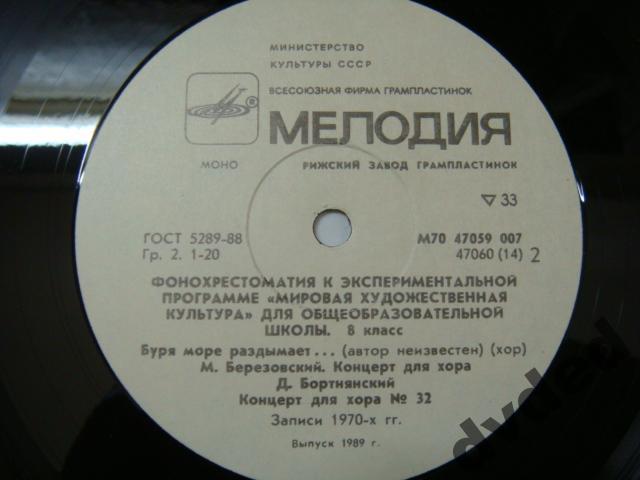 МИНИСТЕРСТВО
КУЛЬТУРЫ СССР
ВСЕСОЮЗНАЯ ФИРМА ГРАМПЛАСТИНОК
МЕЛОДИЯ
МОНО
РИЖСКИЙ ЗАВОД ГРАМПЛАСТИНОК
▽ 33
ГОСТ 5289-88
Гр. 2. 1-20
М70 47059 007
47060 (14) 2
ФОНОХРЕСТОМАТИЯ К ЭКСПЕРИМЕНТАЛЬНОЙ
ПРОГРАММЕ «МИРОВАЯ ХУДОЖЕСТВЕННАЯ
КУЛЬТУРА» ДЛЯ ОБЩЕОБРАЗОВАТЕЛЬНОЙ
ШКОЛЫ. 8 класс
Буря море раздымает... (автор неизвестен) (хор)
М. Березовский. Концерт для хора
Д. Бортнянский
Концерт для хора № 32
Записи 1970-х гг.
Выпуск 1989 г.
dyded